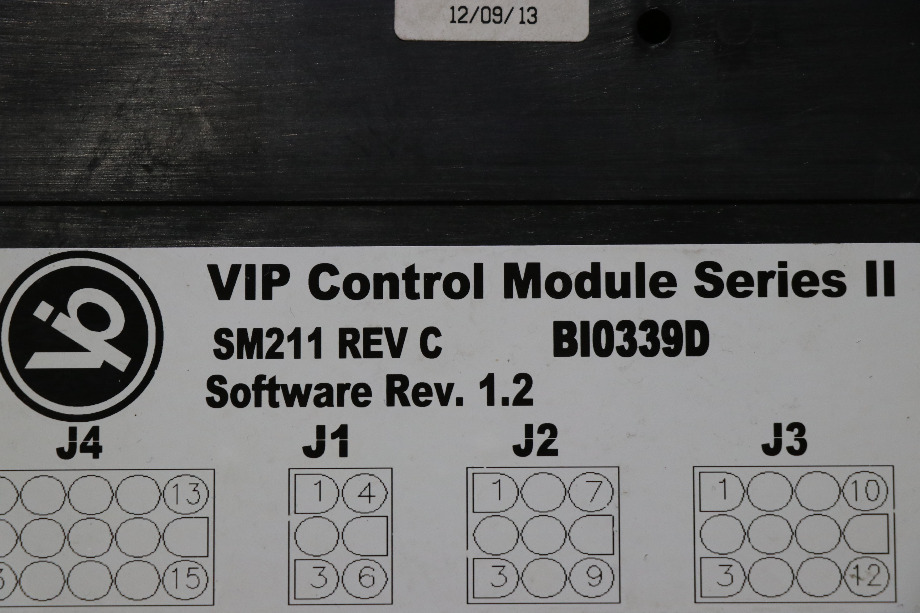 12/09/13
VIP Control Module Series II
vip
SM211 REV C BI0339D
Software Rev. 1.2
J4 J1 J2 J3
13 1 4 1 7 1 10
15 3 6 3 9 3 12